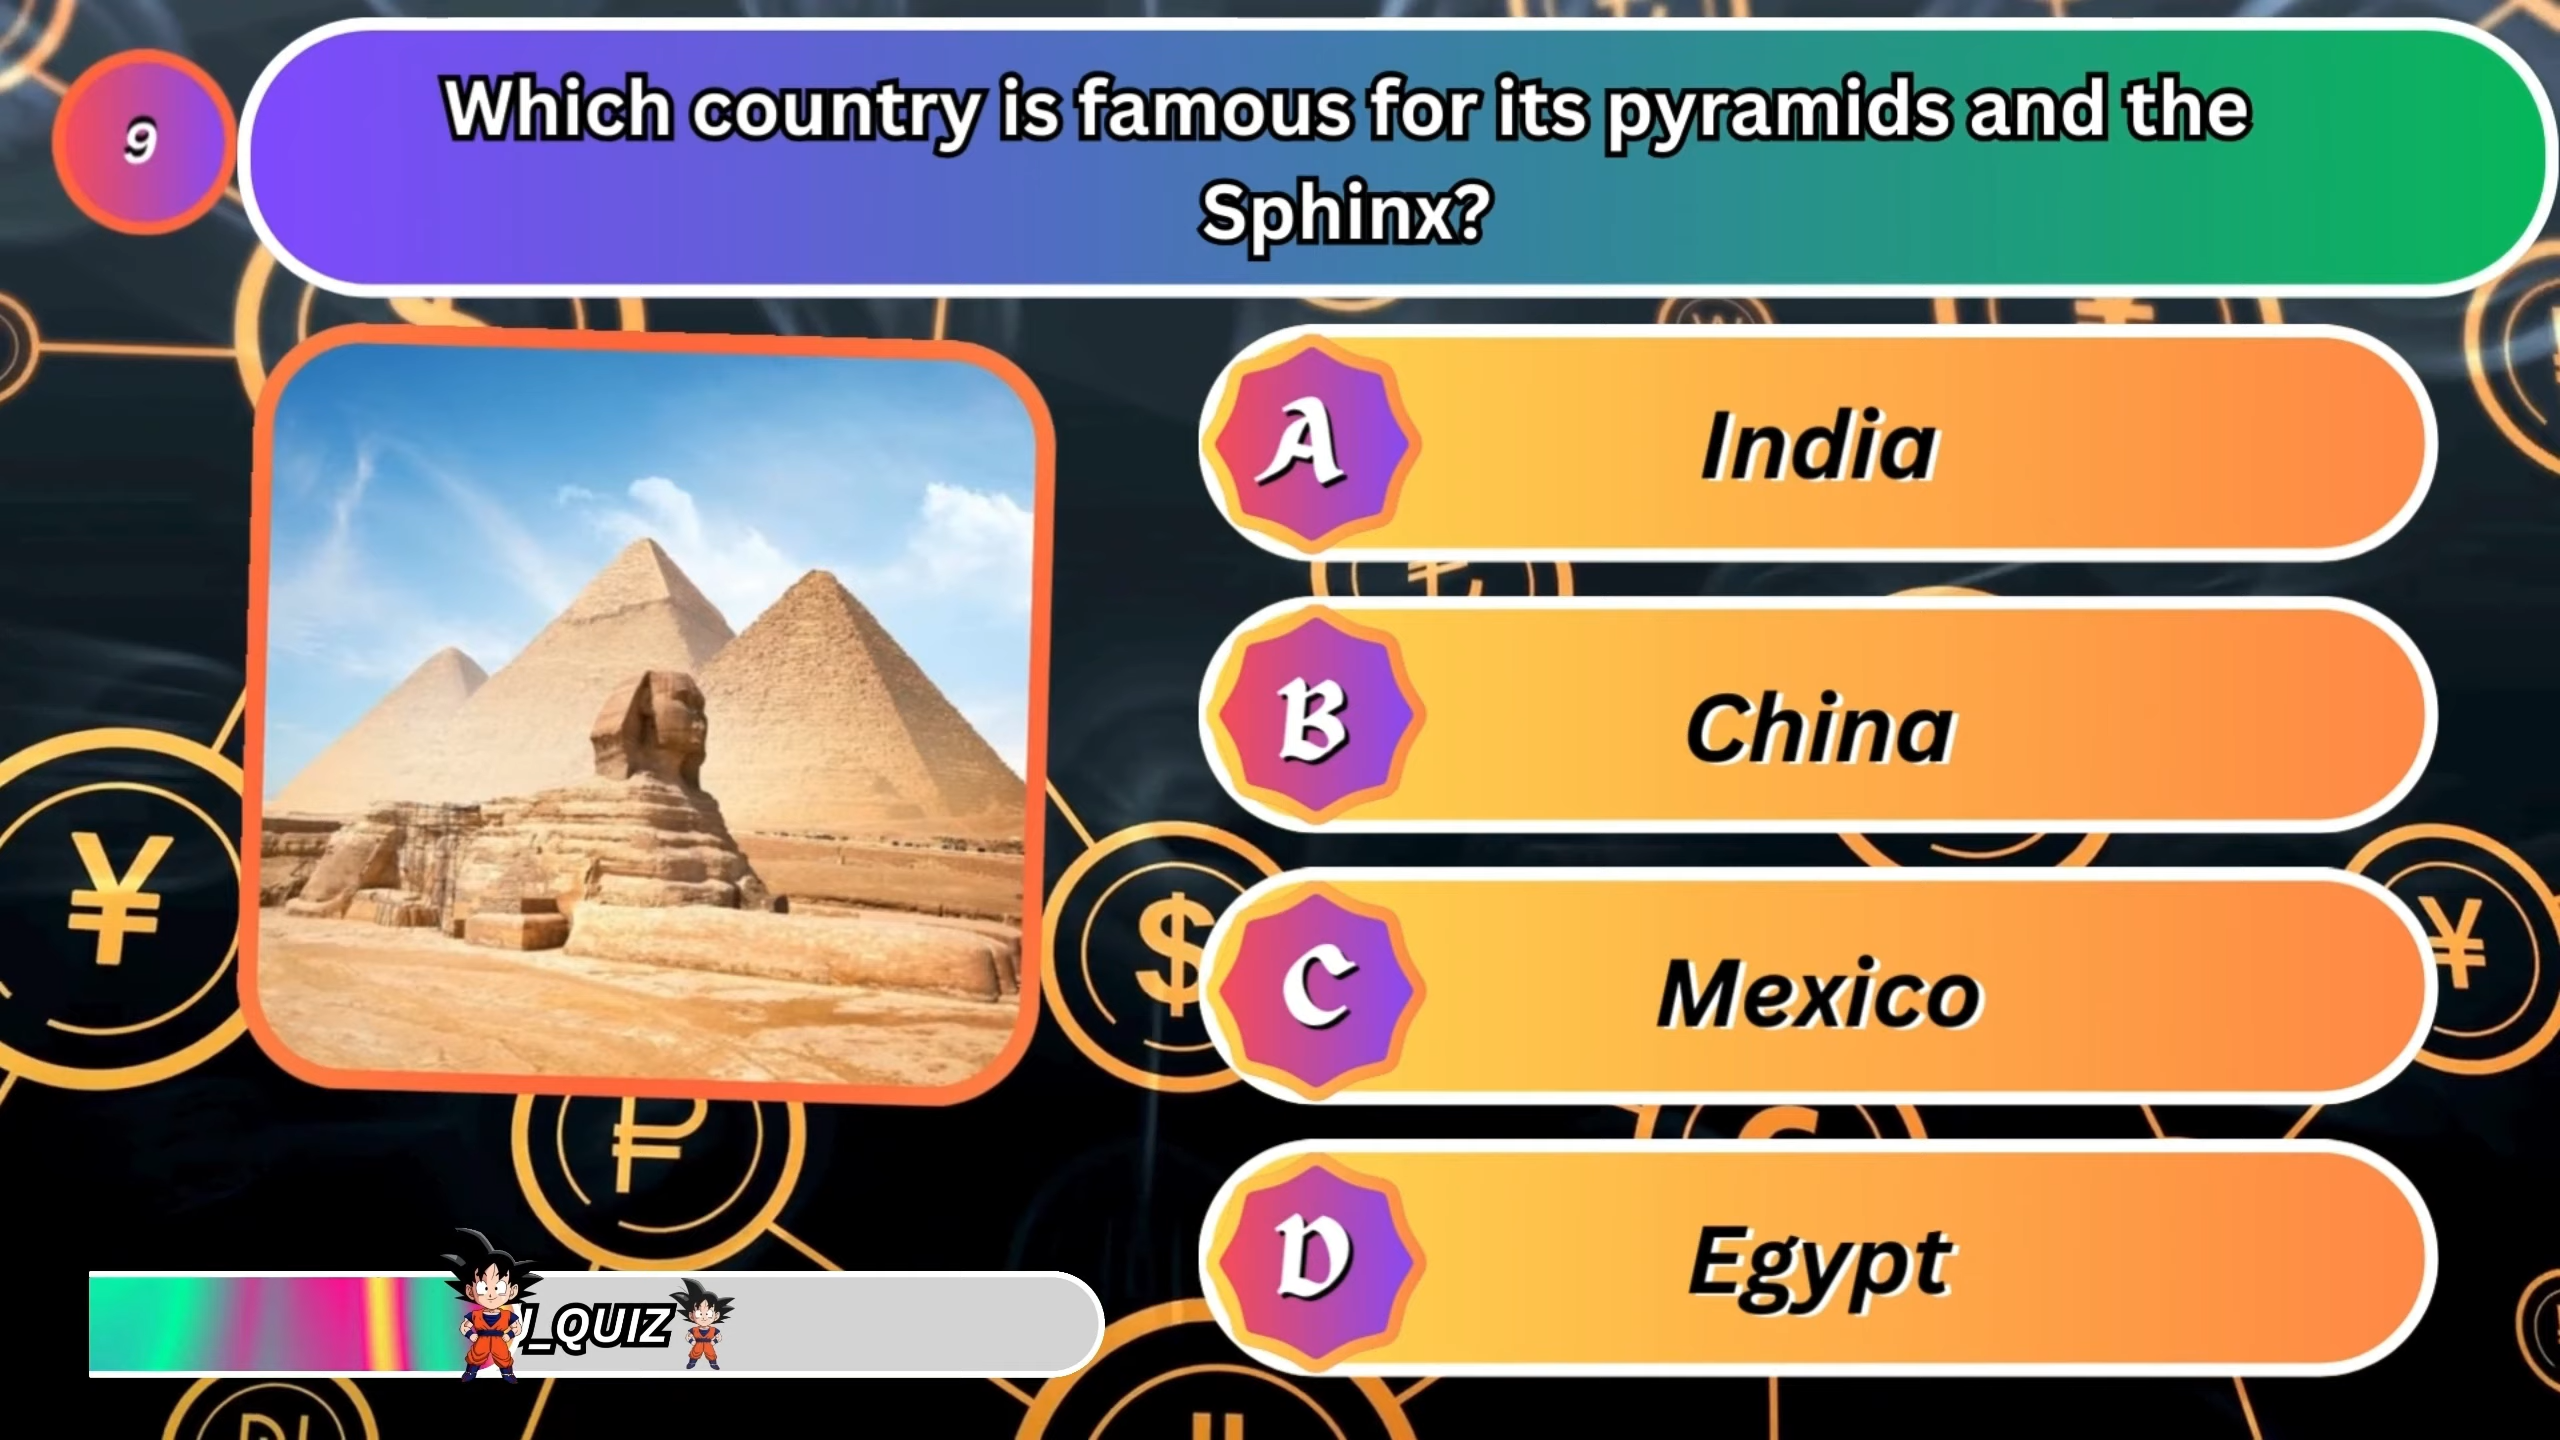 9
Which country is famous for its pyramids and the
Sphinx?
A
India
B
China
C
Mexico
D
Egypt
_QUIZ